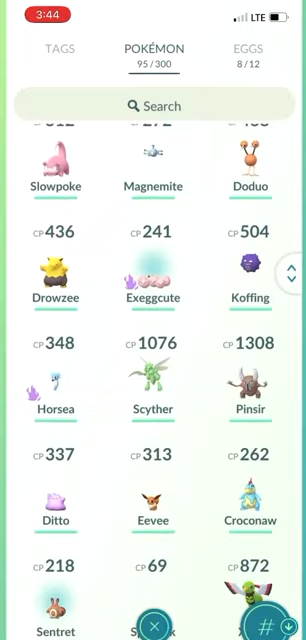 3:44
LTE
TAGS
POKÉMON
EGGS
95 / 300
8 / 12
Search
Slowpoke
Magnemite
Doduo
CP436
CP241
CP504
Drowzee
Exeggcute
Koffing
CP348
CP1076
CP1308
Horsea
Scyther
Pinsir
CP337
CP313
CP262
Ditto
Eevee
Croconaw
CP218
CP69
CP872
Sentret
#